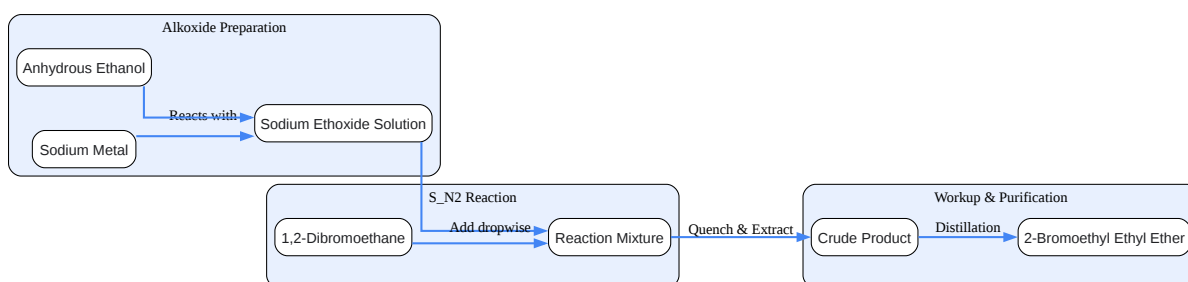 Alkoxide Preparation
Anhydrous Ethanol
Reacts with
Sodium Ethoxide Solution
Sodium Metal
S_N2 Reaction
1,2-Dibromoethane
Add dropwise
Reaction Mixture
Quench & Extract
Workup & Purification
Crude Product
Distillation
2-Bromoethyl Ethyl Ether